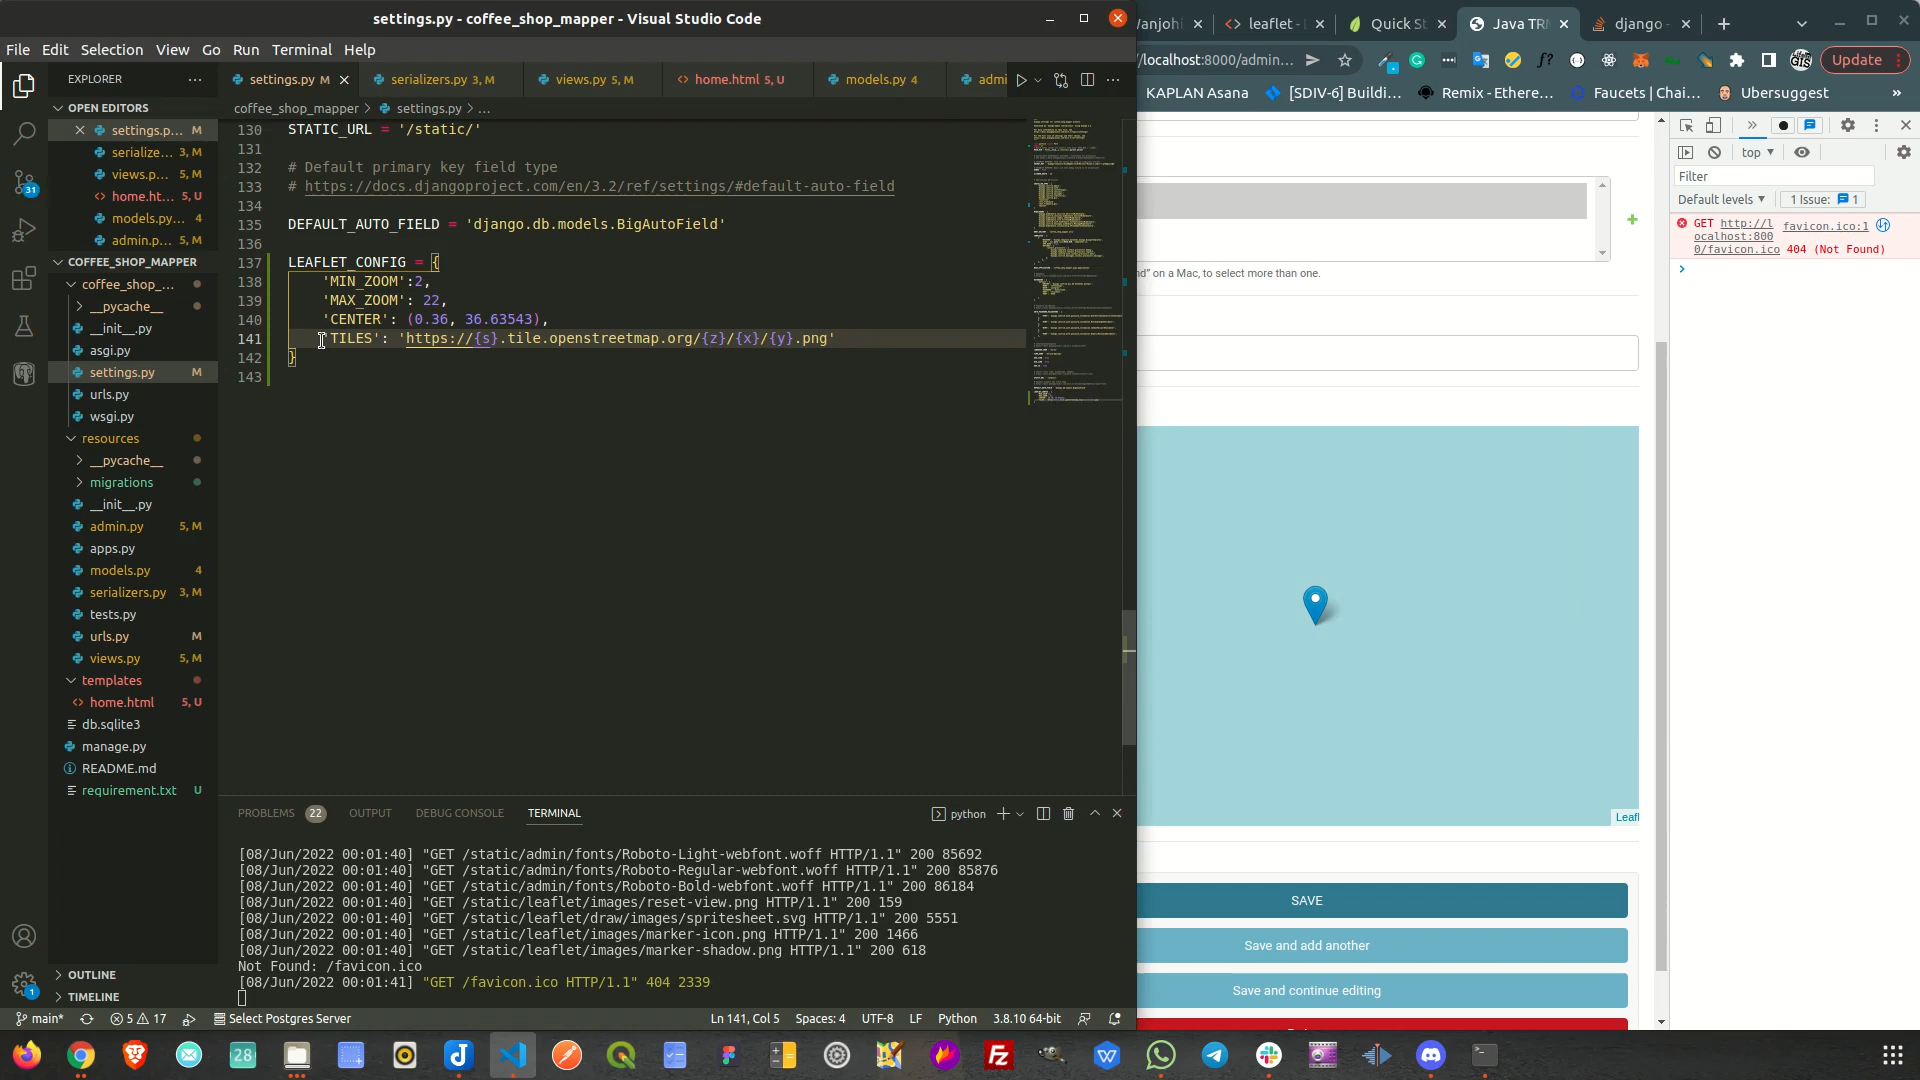 settings.py - coffee_shop_mapper - Visual Studio Code
File Edit Selection View Go Run Terminal Help
EXPLORER
OPEN EDITORS
settings.p... M
serialize... 3, M
views.p... 5, M
home.ht... 5, U
models.py... 4
admin.p... 5, M
COFFEE_SHOP_MAPPER
coffee_shop_...
__pycache__
__init__.py
asgi.py
settings.py M
urls.py
wsgi.py
resources
__pycache__
migrations
__init__.py
admin.py 5, M
apps.py
models.py 4
serializers.py 3, M
tests.py
urls.py M
views.py 5, M
templates
home.html 5, U
db.sqlite3
manage.py
README.md
requirement.txt U
OUTLINE
TIMELINE
31
1
settings.py M serializers.py 3, M views.py 5, M home.html 5, U models.py 4 admi
coffee_shop_mapper > settings.py > ...
130 STATIC_URL = '/static/'
131
132 # Default primary key field type
133 # https://docs.djangoproject.com/en/3.2/ref/settings/#default-auto-field
134
135 DEFAULT_AUTO_FIELD = 'django.db.models.BigAutoField'
136
137 LEAFLET_CONFIG = {
138 'MIN_ZOOM':2,
139 'MAX_ZOOM': 22,
140 'CENTER': (0.36, 36.63543),
141 'TILES': 'https://{s}.tile.openstreetmap.org/{z}/{x}/{y}.png'
142 }
143
PROBLEMS 22 OUTPUT DEBUG CONSOLE TERMINAL
python
[08/Jun/2022 00:01:40] "GET /static/admin/fonts/Roboto-Light-webfont.woff HTTP/1.1" 200 85692
[08/Jun/2022 00:01:40] "GET /static/admin/fonts/Roboto-Regular-webfont.woff HTTP/1.1" 200 85876
[08/Jun/2022 00:01:40] "GET /static/admin/fonts/Roboto-Bold-webfont.woff HTTP/1.1" 200 86184
[08/Jun/2022 00:01:40] "GET /static/leaflet/images/reset-view.png HTTP/1.1" 200 159
[08/Jun/2022 00:01:40] "GET /static/leaflet/draw/images/spritesheet.svg HTTP/1.1" 200 5551
[08/Jun/2022 00:01:40] "GET /static/leaflet/images/marker-icon.png HTTP/1.1" 200 1466
[08/Jun/2022 00:01:40] "GET /static/leaflet/images/marker-shadow.png HTTP/1.1" 200 618
Not Found: /favicon.ico
[08/Jun/2022 00:01:41] "GET /favicon.ico HTTP/1.1" 404 2339
main* 5 17 Select Postgres Server Ln 141, Col 5 Spaces: 4 UTF-8 LF Python 3.8.10 64-bit
anjohi leaflet - Quick S Java TR django -
/localhost:8000/admin... Update
KAPLAN Asana [SDIV-6] Buildi... Remix - Ethere... Faucets | Chai... Ubersuggest »
d" on a Mac, to select more than one.
Leafl
SAVE
Save and add another
Save and continue editing
top
Filter
Default levels 1 Issue: 1
GET http://localhost:8000/favicon.ico 404 (Not Found) favicon.ico:1
28